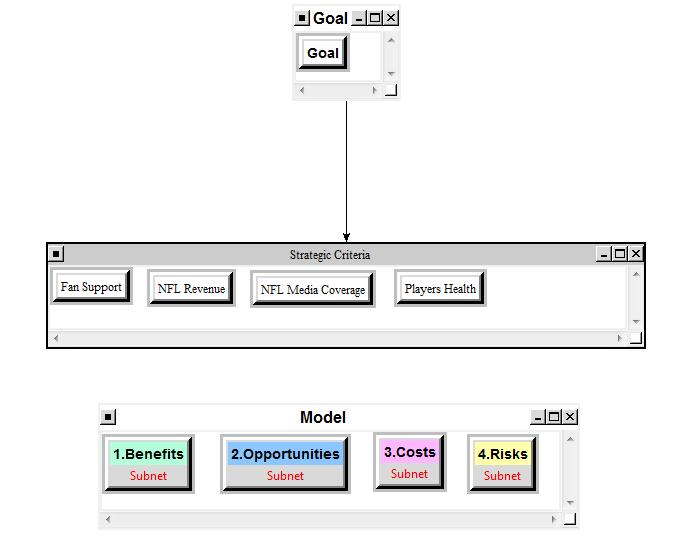 Goal
Goal
Strategic Criteria
Fan Support
NFL Revenue
NFL Media Coverage
Players Health
Model
1.Benefits
Subnet
2.Opportunities
Subnet
3.Costs
Subnet
4.Risks
Subnet